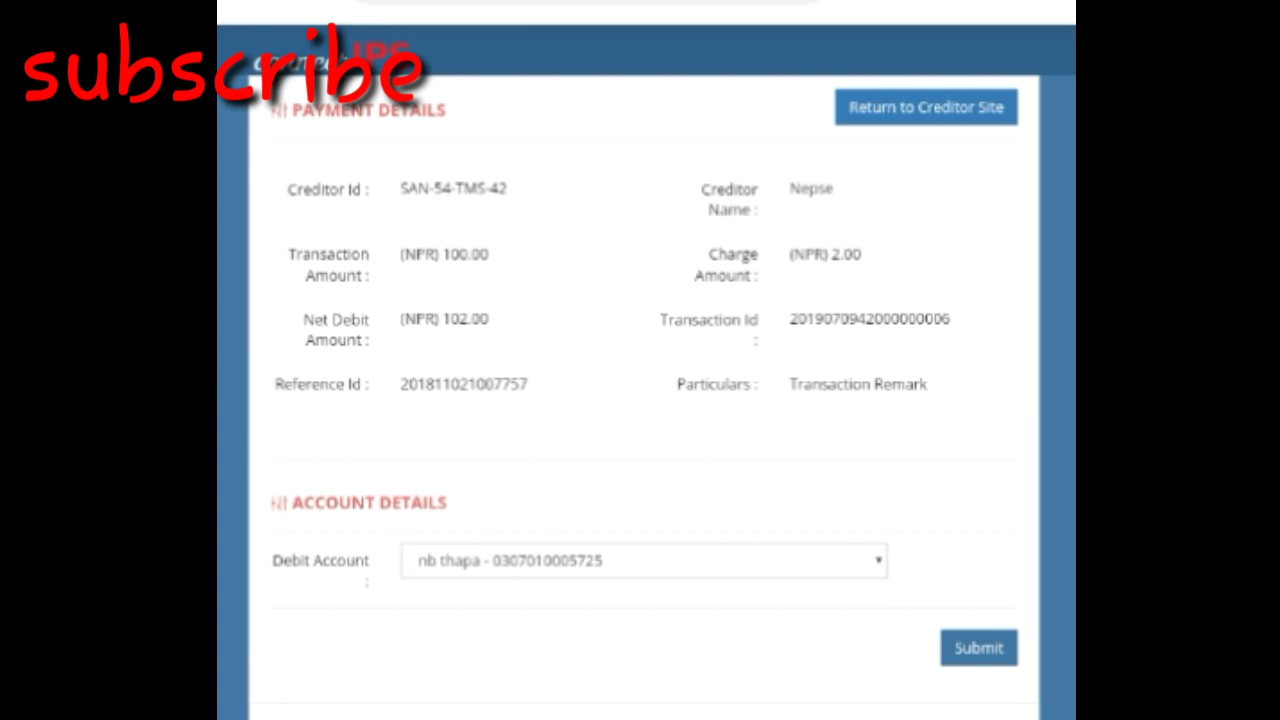 subscribe
connectIPS
PAYMENT DETAILS
Return to Creditor Site
Creditor Id : SAN-54-TMS-42 Creditor Name : Nepse
Transaction Amount : (NPR) 100.00 Charge Amount : (NPR) 2.00
Net Debit Amount : (NPR) 102.00 Transaction Id : 2019070942000000006
Reference Id : 201811021007757 Particulars : Transaction Remark
ACCOUNT DETAILS
Debit Account : nb thapa - 0307010005725
Submit